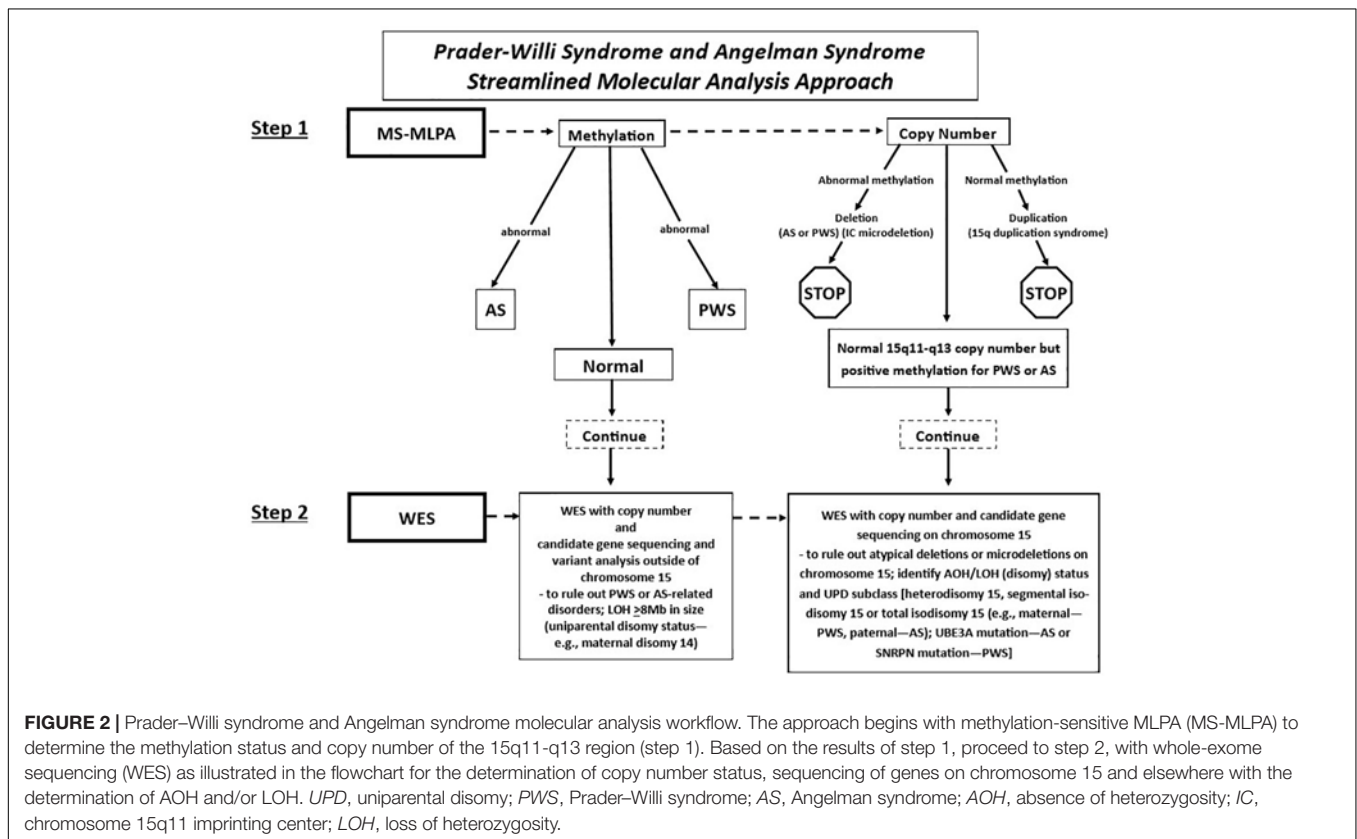 Prader-Willi Syndrome and Angelman Syndrome
Streamlined Molecular Analysis Approach
Step 1
MS-MLPA
Methylation
Copy Number
Abnormal methylation
Normal methylation
abnormal
abnormal
Deletion
(AS or PWS) (IC microdeletion)
Duplication
(15q duplication syndrome)
STOP
STOP
AS
PWS
Normal
Normal 15q11-q13 copy number but
positive methylation for PWS or AS
Continue
Continue
Step 2
WES
WES with copy number
and
candidate gene sequencing and
variant analysis outside of
chromosome 15
- to rule out PWS or AS-related
disorders; LOH ≥8Mb in size
(uniparental disomy status—
e.g., maternal disomy 14)
WES with copy number and candidate gene
sequencing on chromosome 15
- to rule out atypical deletions or microdeletions on
chromosome 15; identify AOH/LOH (disomy) status
and UPD subclass [heterodisomy 15, segmental iso-
disomy 15 or total isodisomy 15 (e.g., maternal—
PWS, paternal—AS); UBE3A mutation—AS or
SNRPN mutation—PWS]
FIGURE 2 | Prader–Willi syndrome and Angelman syndrome molecular analysis workflow. The approach begins with methylation-sensitive MLPA (MS-MLPA) to
determine the methylation status and copy number of the 15q11-q13 region (step 1). Based on the results of step 1, proceed to step 2, with whole-exome
sequencing (WES) as illustrated in the flowchart for the determination of copy number status, sequencing of genes on chromosome 15 and elsewhere with the
determination of AOH and/or LOH. UPD, uniparental disomy; PWS, Prader–Willi syndrome; AS, Angelman syndrome; AOH, absence of heterozygosity; IC,
chromosome 15q11 imprinting center; LOH, loss of heterozygosity.